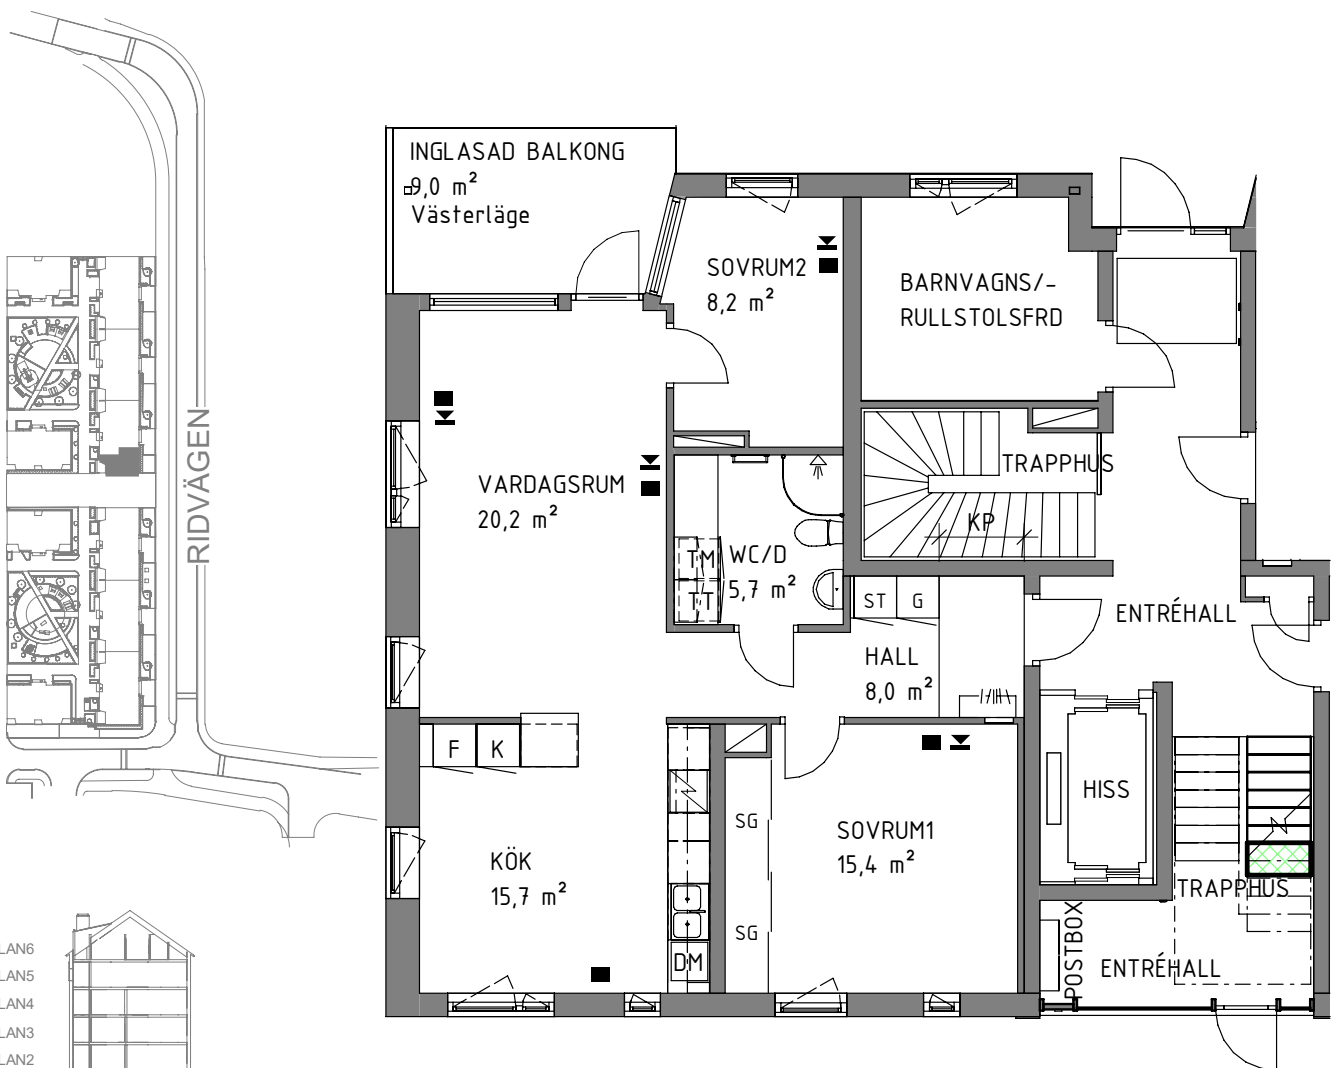 INGLASAD BALKONG
9,0 m²
Västerläge
SOVRUM2
8,2 m²
BARNVAGNS/-
RULLSTOLSFRD
RIDVÄGEN
VARDAGSRUM
20,2 m²
TRAPPHUS
KP
WC/D
5,7 m²
TM
TT
ST
G
ENTRÉHALL
HALL
8,0 m²
F
K
HISS
SG
SOVRUM1
15,4 m²
KÖK
15,7 m²
SG
DM
TRAPPHUS
POSTBOX
ENTRÉHALL
LAN6
LAN5
LAN4
LAN3
LAN2